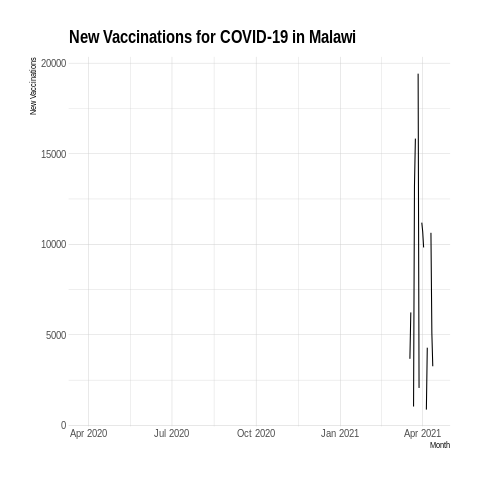 New Vaccinations for COVID-19 in Malawi
New Vaccinations
20000
15000
10000
5000
0
Apr 2020 Jul 2020 Oct 2020 Jan 2021 Apr 2021
Month